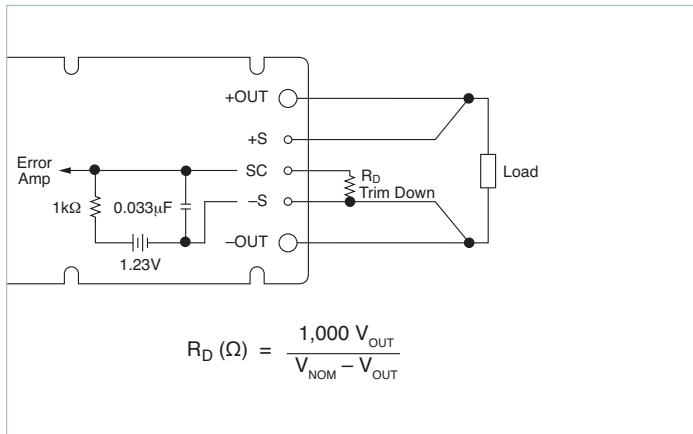 +OUT
+S
Error
Amp
SC
R_D
Trim Down
Load
1kΩ
0.033µF
–S
–OUT
1.23V
R_D (Ω) = 1,000 V_OUT / V_NOM – V_OUT